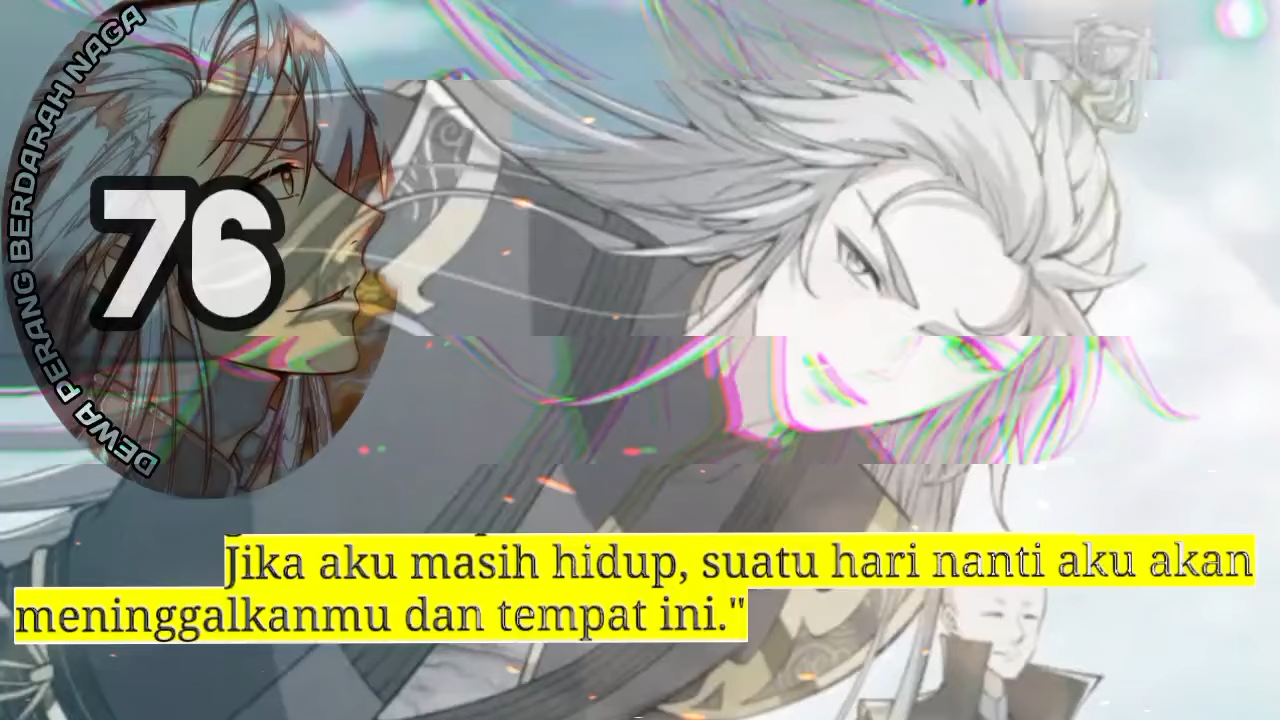 DEWA PERANG BERDARAH NAGA
76
Jika aku masih hidup, suatu hari nanti aku akan
meninggalkanmu dan tempat ini."